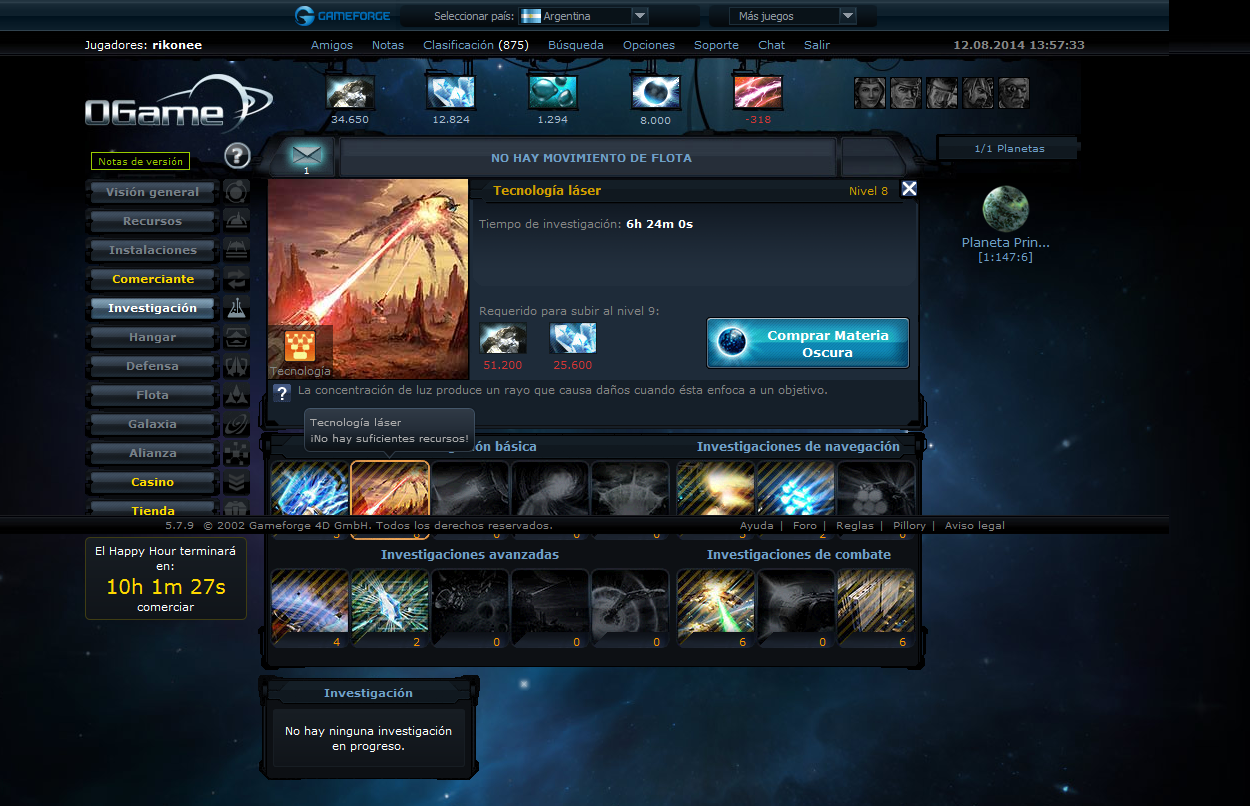 GAMEFORGE
Seleccionar país: Argentina
Más juegos
Jugadores: rikonee
Amigos Notas Clasificación (875) Búsqueda Opciones Soporte Chat Salir
12.08.2014 13:57:33
OGame
34.650 12.824 1.294 8.000 -318
Notas de versión
?
1
NO HAY MOVIMIENTO DE FLOTA
1/1 Planetas
Visión general
Recursos
Instalaciones
Comerciante
Investigación
Hangar
Defensa
Flota
Galaxia
Alianza
Casino
Tienda
Tecnología láser
Nivel 8
Tiempo de investigación: 6h 24m 0s
Requerido para subir al nivel 9:
51.200 25.600
Comprar Materia
Oscura
Tecnología
? La concentración de luz produce un rayo que causa daños cuando ésta enfoca a un objetivo.
Planeta Prin...
[1:147:6]
Tecnología láser
¡No hay suficientes recursos!
básica
Investigaciones de navegación
5.7.9 © 2002 Gameforge 4D GmbH. Todos los derechos reservados.
Ayuda | Foro | Reglas | Pillory | Aviso legal
El Happy Hour terminará
en:
10h 1m 27s
comerciar
Investigaciones avanzadas
Investigaciones de combate
4 2 0 0 0 6 0 6
Investigación
No hay ninguna investigación
en progreso.